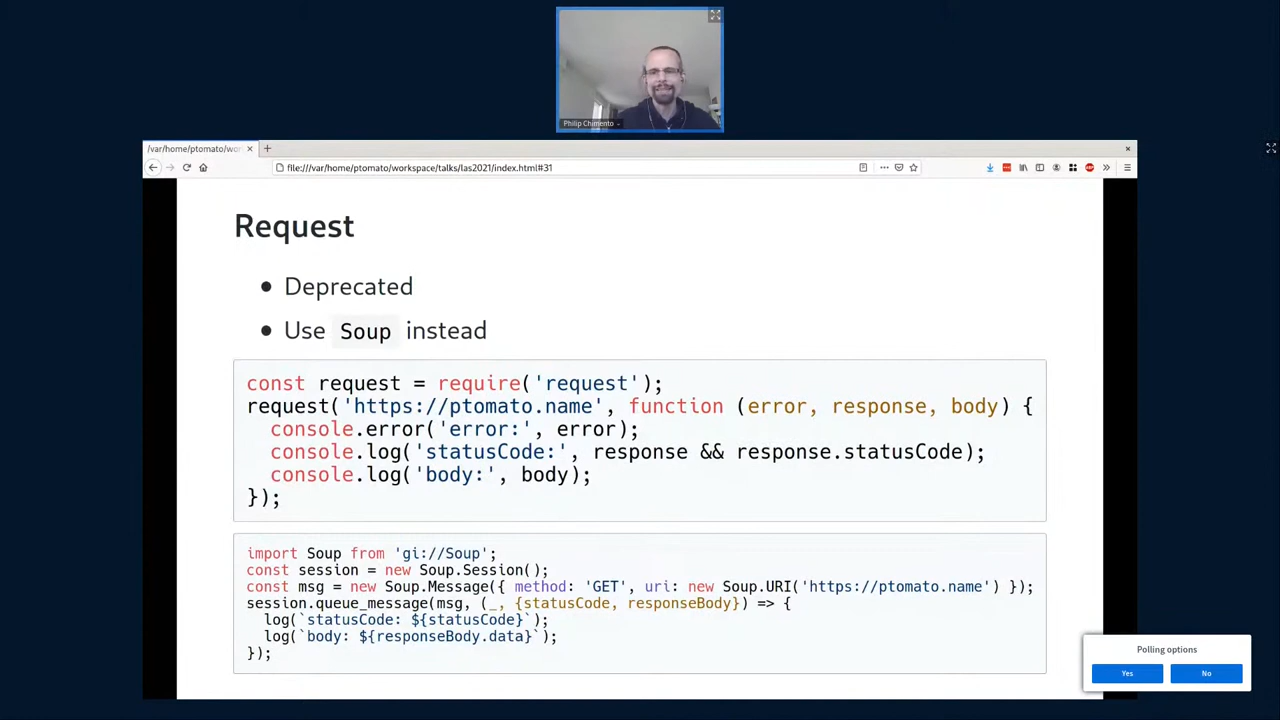 Philip Chimento
/var/home/ptomato/wor
file:///var/home/ptomato/workspace/talks/las2021/index.html#31
Request
Deprecated
Use Soup instead
const request = require('request');
request('https://ptomato.name', function (error, response, body) {
  console.error('error:', error);
  console.log('statusCode:', response && response.statusCode);
  console.log('body:', body);
});
import Soup from 'gi://Soup';
const session = new Soup.Session();
const msg = new Soup.Message({ method: 'GET', uri: new Soup.URI('https://ptomato.name') });
session.queue_message(msg, (_, {statusCode, responseBody}) => {
  log(`statusCode: ${statusCode}`);
  log(`body: ${responseBody.data}`);
});
Polling options
Yes
No